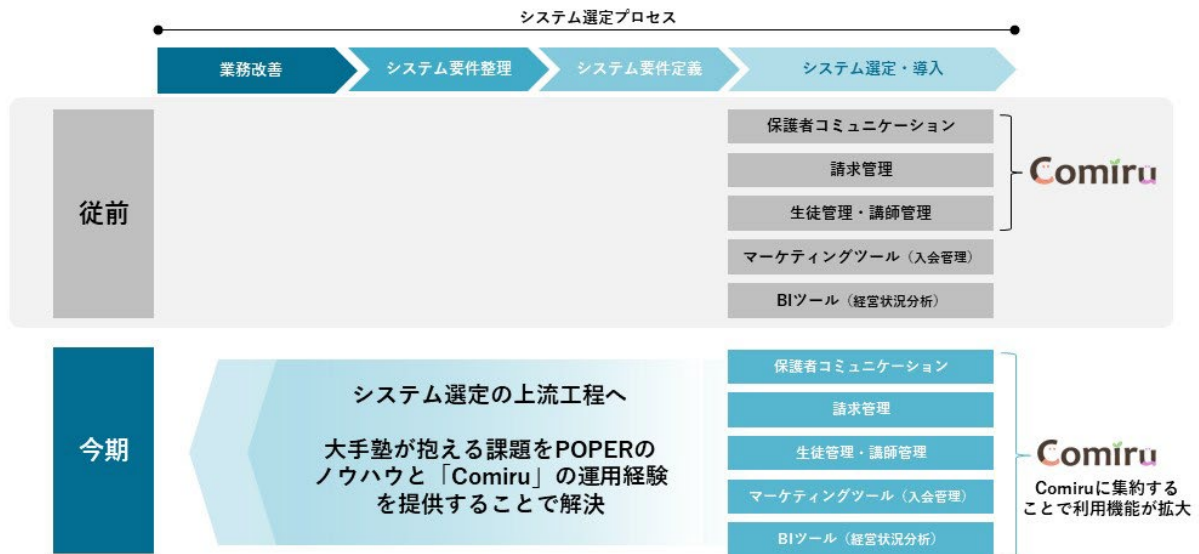 システム選定プロセス
業務改善
システム要件整理
システム要件定義
システム選定・導入
従前
保護者コミュニケーション
請求管理
生徒管理・講師管理
マーケティングツール（入会管理）
BIツール（経営状況分析）
Comiru
今期
システム選定の上流工程へ
大手塾が抱える課題をPOPERの
ノウハウと「Comiru」の運用経験
を提供することで解決
保護者コミュニケーション
請求管理
生徒管理・講師管理
マーケティングツール（入会管理）
BIツール（経営状況分析）
Comiru
Comiruに集約する
ことで利用機能が拡大